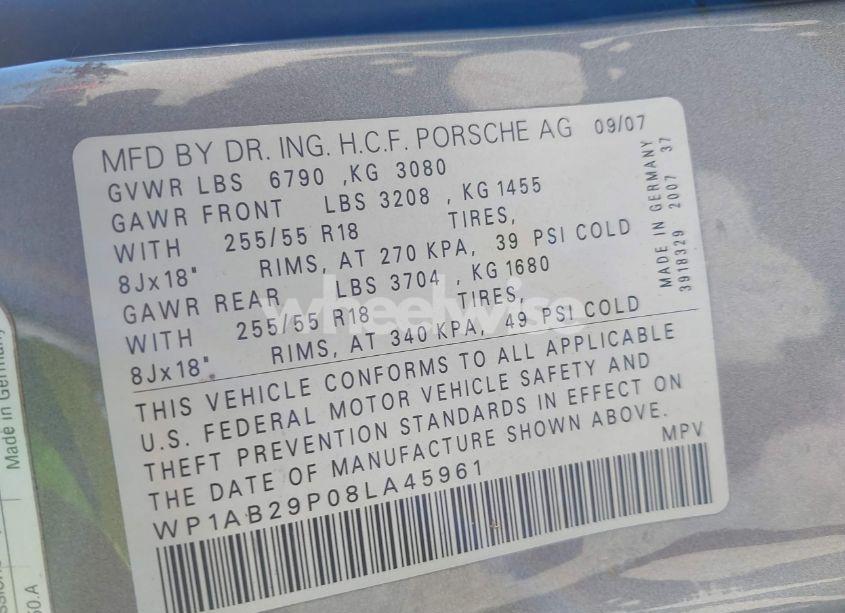 MFD BY DR. ING. H.C.F. PORSCHE AG 09/07
GVWR LBS 6790 ,KG 3080
GAWR FRONT LBS 3208 , KG 1455
WITH 255/55 R18 TIRES,
8Jx18" RIMS, AT 270 KPA, 39 PSI COLD
GAWR REAR LBS 3704 , KG 1680
WITH 255/55 R18 TIRES,
8Jx18" RIMS, AT 340 KPA, 49 PSI COLD
THIS VEHICLE CONFORMS TO ALL APPLICABLE
U.S. FEDERAL MOTOR VEHICLE SAFETY AND
THEFT PREVENTION STANDARDS IN EFFECT ON
THE DATE OF MANUFACTURE SHOWN ABOVE.
WP1AB29P08LA45961 MPV
MADE IN GERMANY
3918329 2007 37
wheelwise
Made in Germany